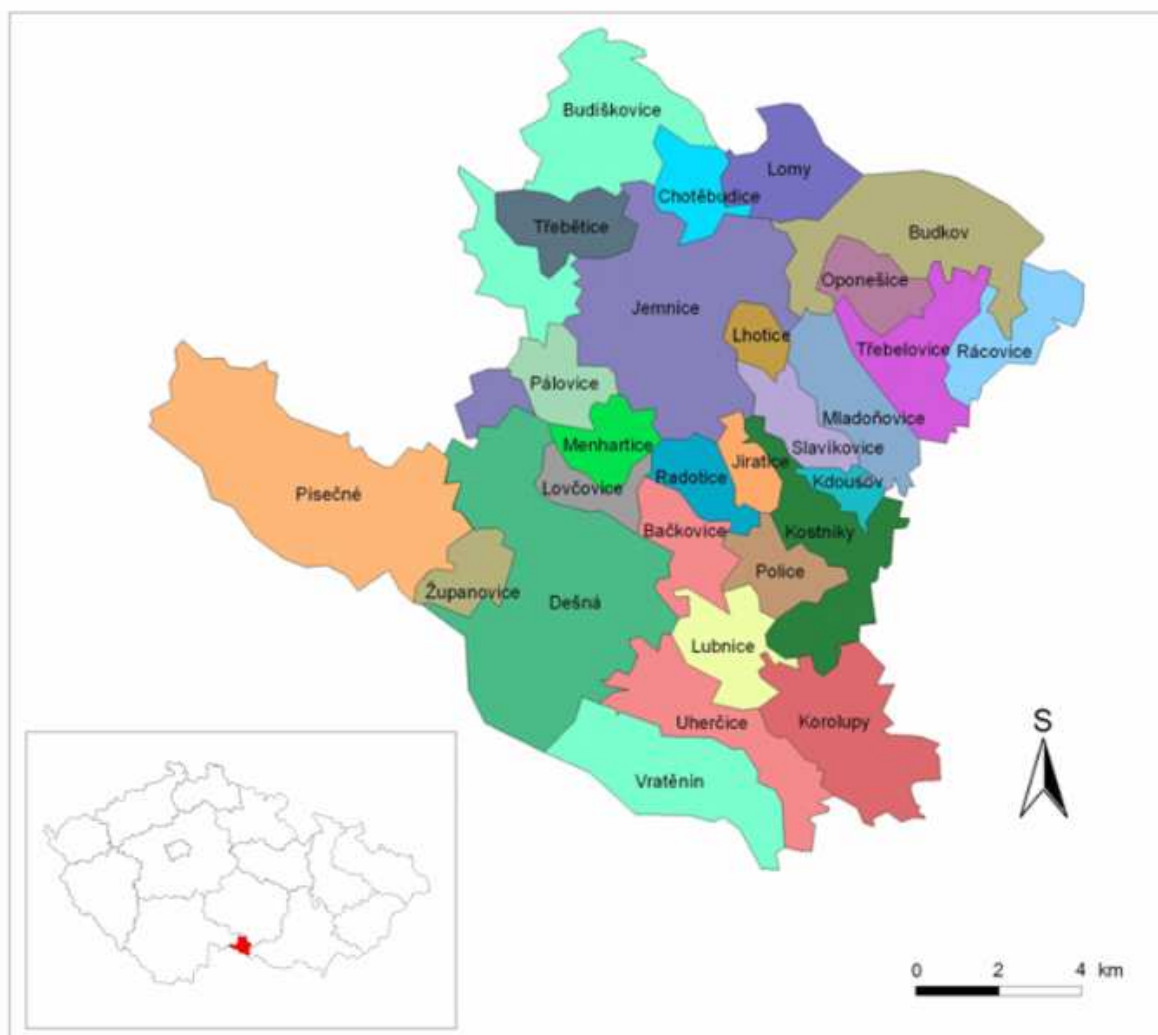 Budíškovice
Lomy
Chotěbudice
Třebětice
Budkov
Oponešice
Jemnice
Lhotice
Třebelovice
Rácovice
Pálovice
Mladoňovice
Menhartice
Slavíkovice
Jiratice
Radotice
Kdousov
Lovčovice
Písečné
Bačkovice
Kostníky
Police
Županovice
Dešná
Lubnice
Uherčice
Korolupy
S
Vratěnín
0 2 4 km